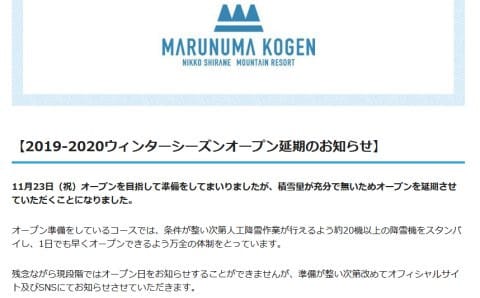 MARUNUMA KOGEN
NIKKO SHIRANE MOUNTAIN RESORT
【2019-2020ウィンターシーズンオープン延期のお知らせ】
11月23日（祝）オープンを目指して準備をしてまいりましたが、積雪量が充分で無いためオープンを延期させ
ていただくことになりました。
オープン準備をしているコースでは、条件が整い次第人工降雪作業が行えるよう約20機以上の降雪機をスタンバ
イし、1日でも早くオープンできるよう万全の体制をとっています。
残念ながら現段階ではオープン日をお知らせすることができませんが、準備が整い次第改めてオフィシャルサイ
ト及びSNSにてお知らせさせていただきます。